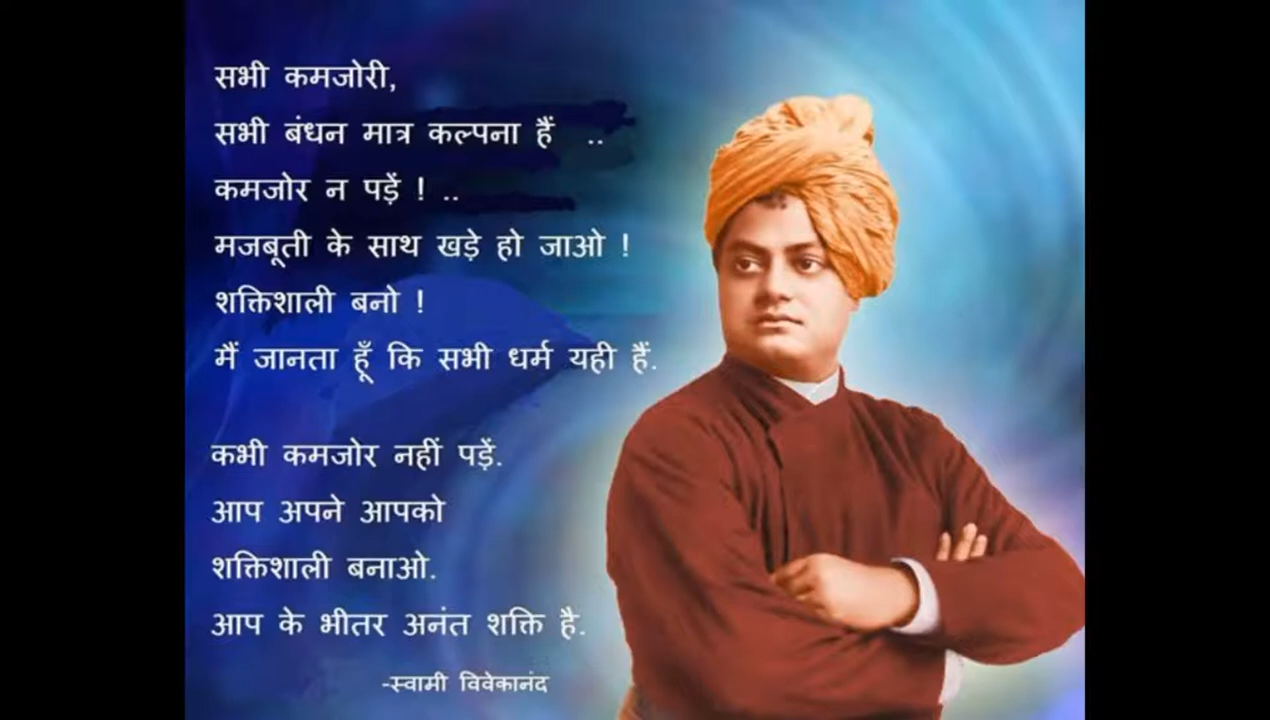 सभी कमजोरी,
सभी बंधन मात्र कल्पना हैं ..
कमजोर न पड़ें ! ..
मजबूती के साथ खड़े हो जाओ !
शक्तिशाली बनो !
मैं जानता हूँ कि सभी धर्म यही हैं.
कभी कमजोर नहीं पड़ें.
आप अपने आपको
शक्तिशाली बनाओ.
आप के भीतर अनंत शक्ति है.
-स्वामी विवेकानंद